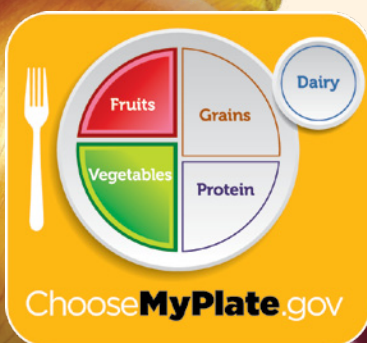 Dairy
Fruits
Grains
Vegetables
Protein
ChooseMyPlate.gov